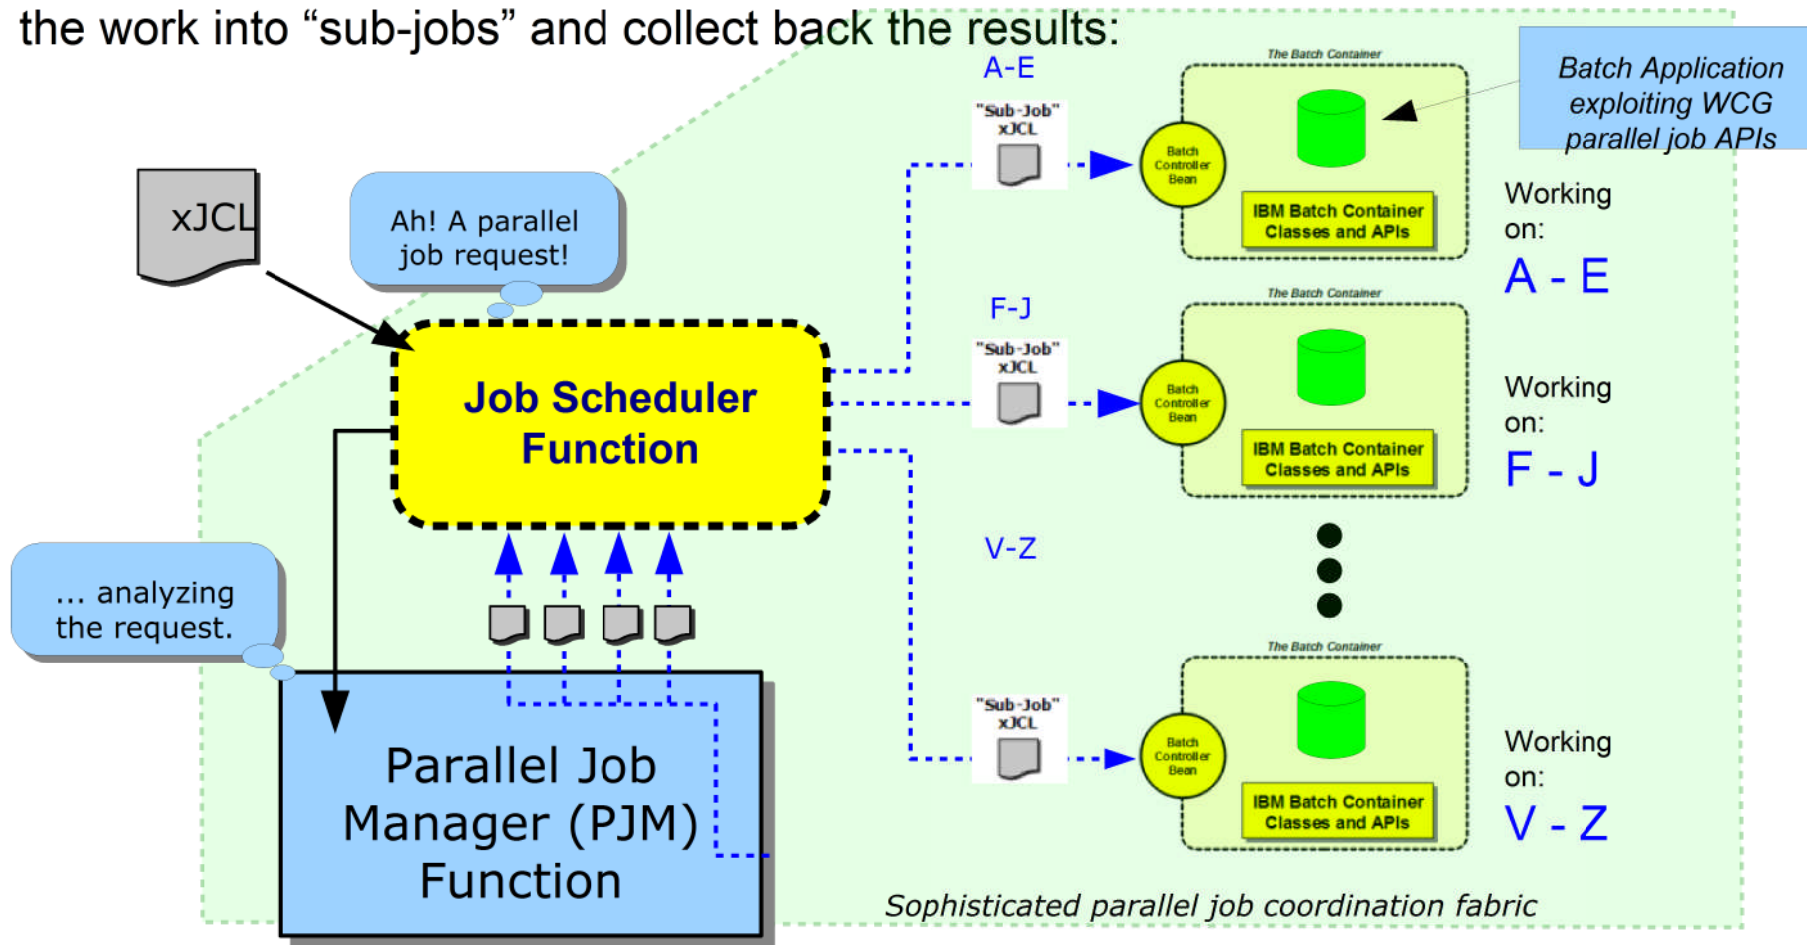 the work into “sub-jobs” and collect back the results:
xJCL
Ah! A parallel
job request!
Job Scheduler
Function
... analyzing
the request.
Parallel Job
Manager (PJM)
Function
A-E
"Sub-Job"
xJCL
The Batch Container
Batch
Controller
Bean
IBM Batch Container
Classes and APIs
Batch Application
exploiting WCG
parallel job APIs
Working
on:
A - E
F-J
"Sub-Job"
xJCL
The Batch Container
Batch
Controller
Bean
IBM Batch Container
Classes and APIs
Working
on:
F - J
V-Z
"Sub-Job"
xJCL
The Batch Container
Batch
Controller
Bean
IBM Batch Container
Classes and APIs
Working
on:
V - Z
Sophisticated parallel job coordination fabric